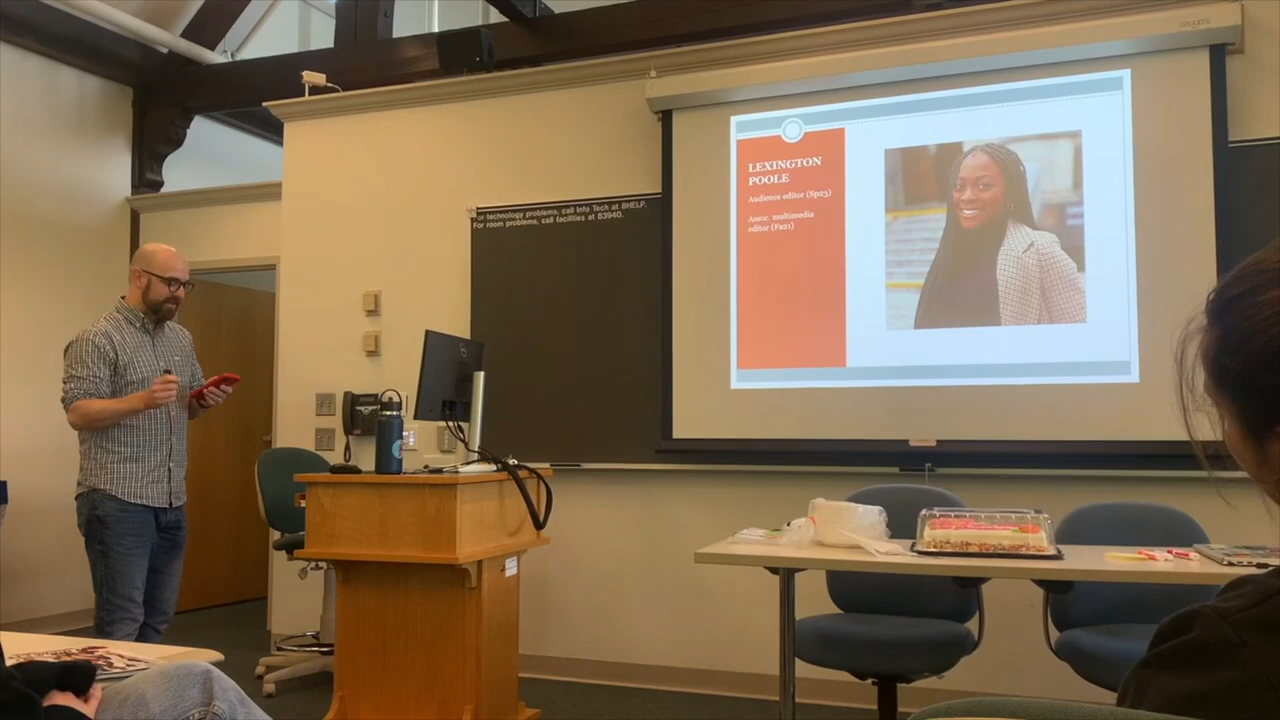 For technology problems, call Info Tech at 8HELP.
For room problems, call facilities at 83940.
LEXINGTON
POOLE
Audience editor (Sp23)
Assoc. multimedia
editor (Fa21)